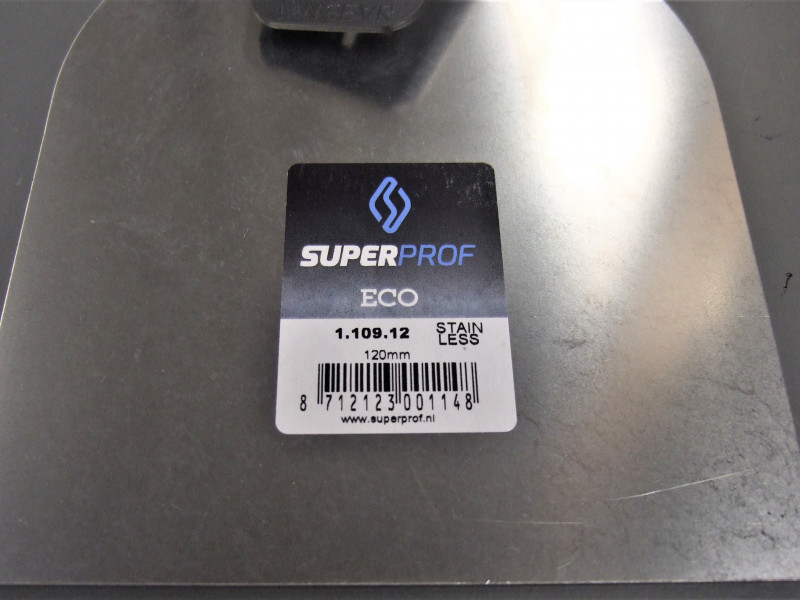 SUPERPROF
ECO
1.109.12
STAIN
LESS
120mm
8 712123 001148
www.superprof.nl